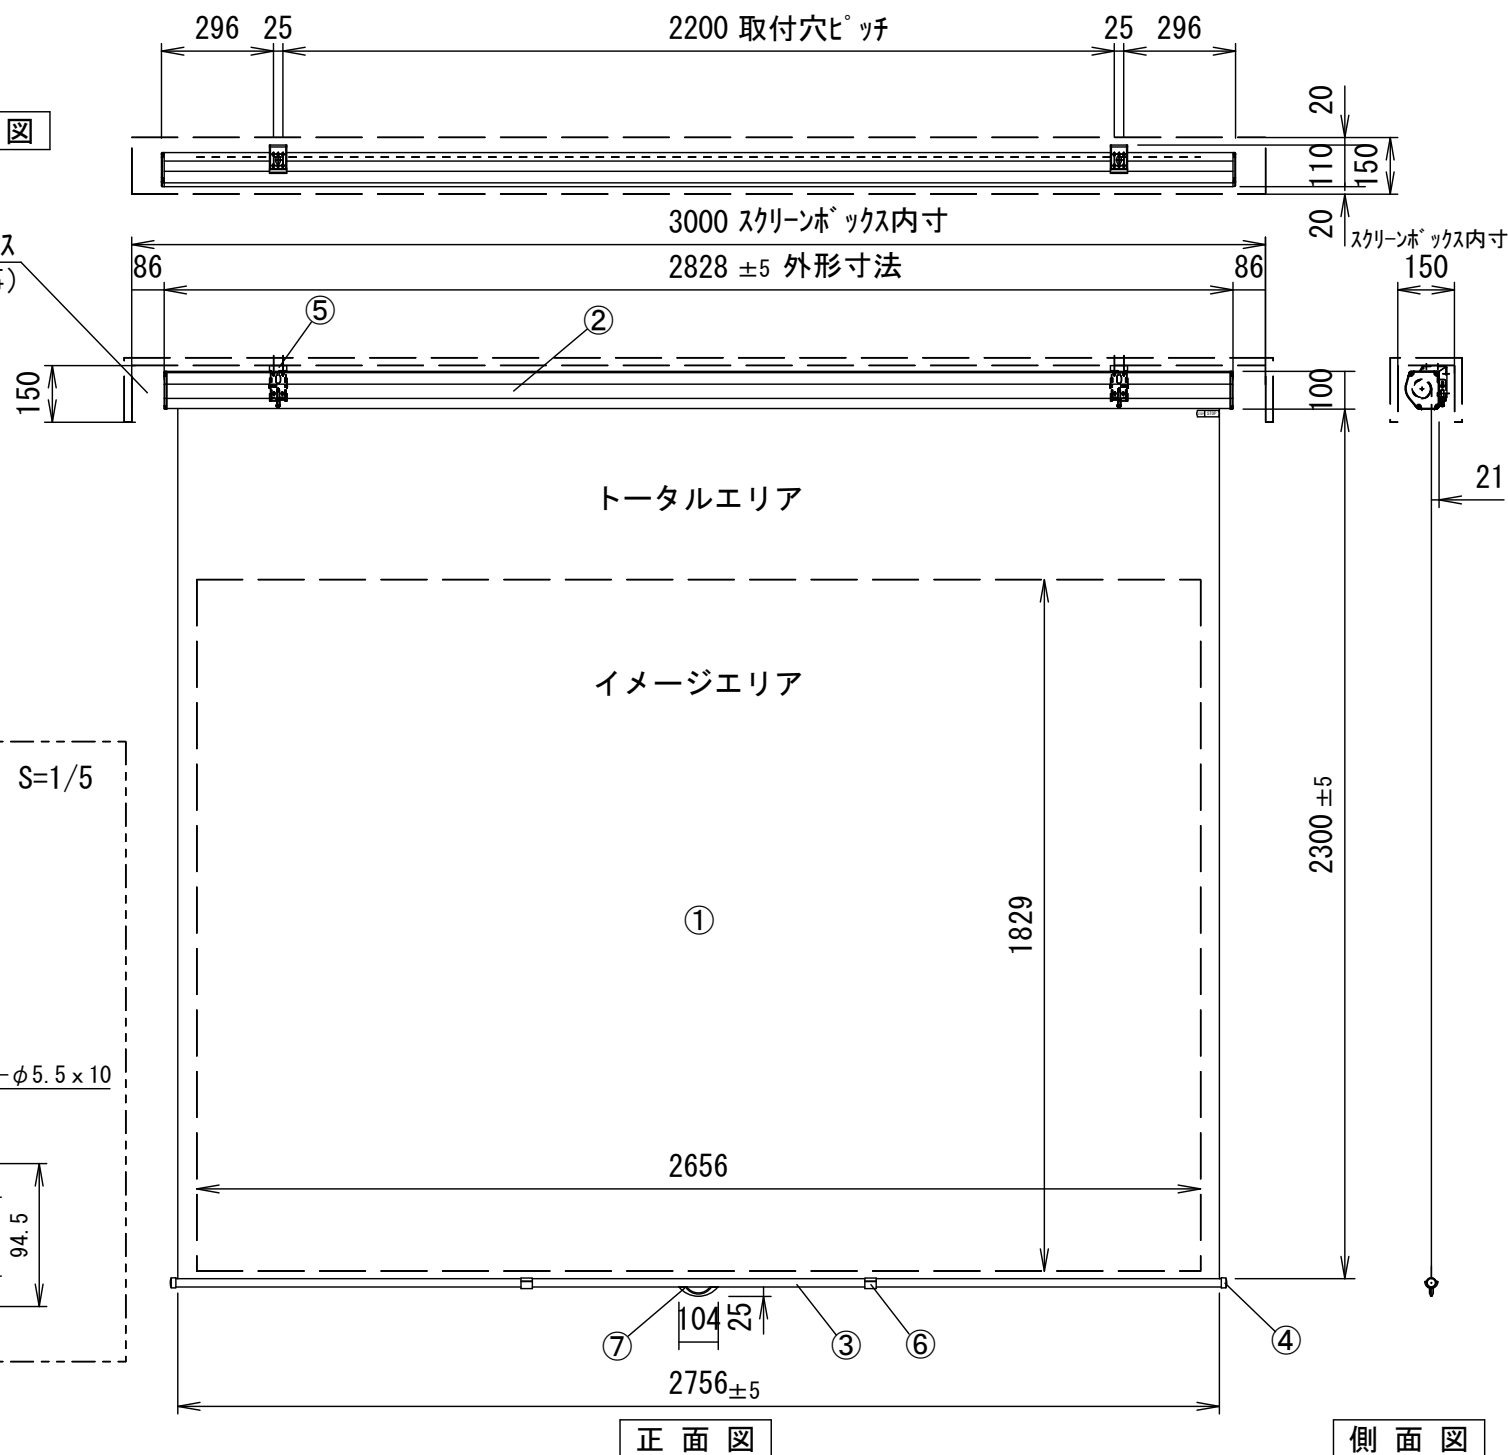 296 25 2200 取付穴ピッチ 25 296
図
20
110
150
20
3000 スクリーンボックス内寸
スクリーンボックス内寸
ス
86 2828 ±5 外形寸法 86 150
⑤ ②
150
100
21
トータルエリア
イメージエリア
S=1/5
2300 ±5
①
1829
φ5.5×10
2656
94.5
104 25
⑦ ③ ⑥ ④
2756±5
正 面 図
側 面 図